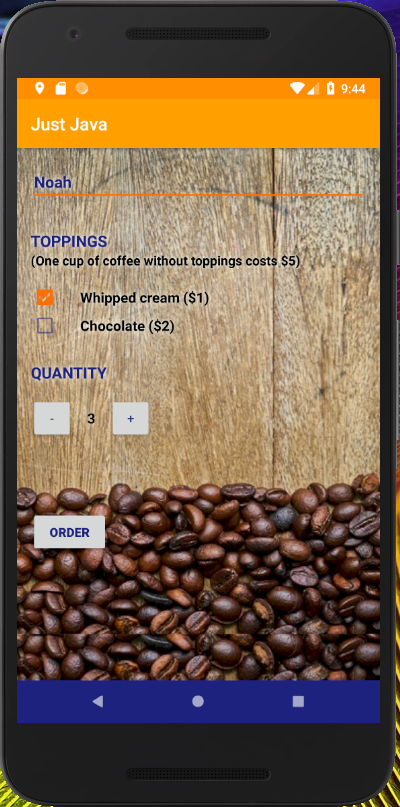 9:44
Just Java
Noah
TOPPINGS
(One cup of coffee without toppings costs $5)
Whipped cream ($1)
Chocolate ($2)
QUANTITY
- 3 +
ORDER